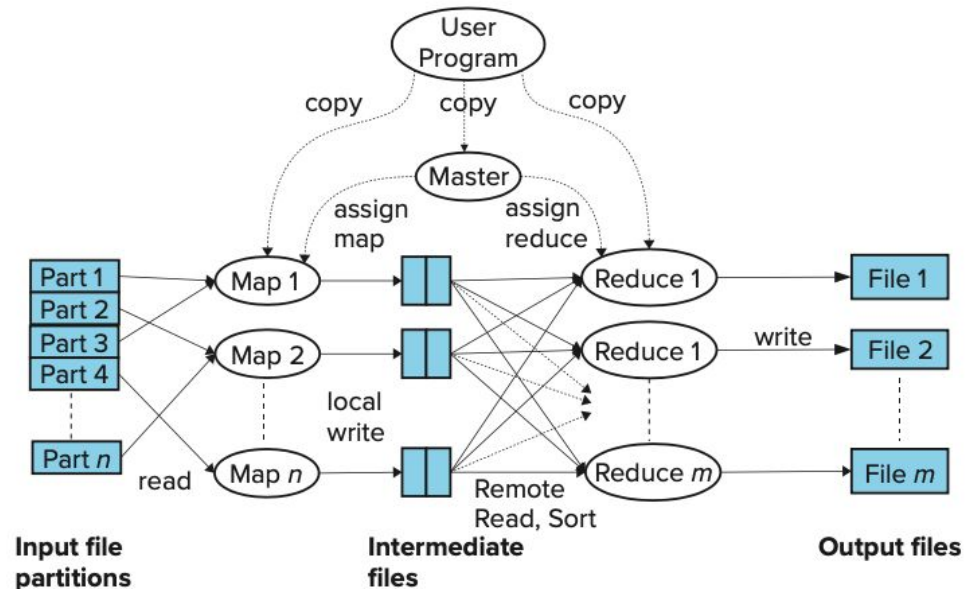 User
Program
copy
copy
copy
Master
assign
map
assign
reduce
Part 1
Part 2
Part 3
Part 4
Part n
Map 1
Map 2
Map n
read
local
write
Remote
Read, Sort
Reduce 1
Reduce 1
Reduce m
write
File 1
File 2
File m
Input file
partitions
Intermediate
files
Output files